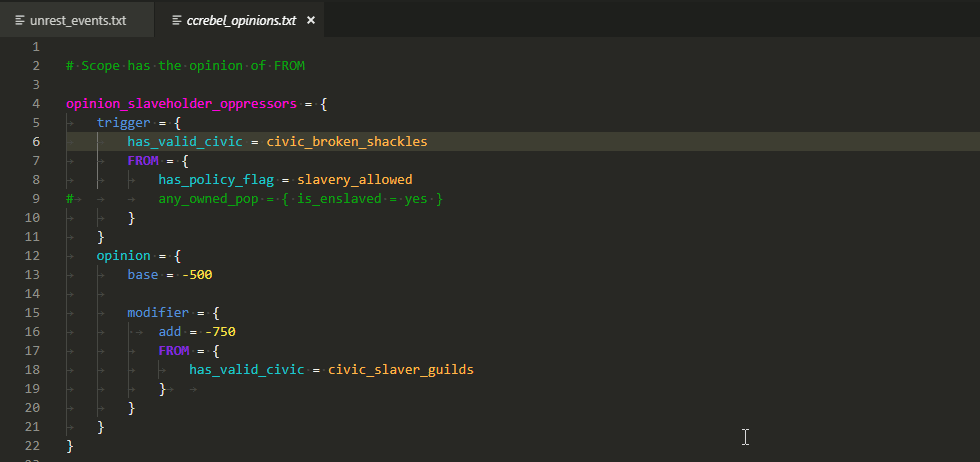 unrest_events.txt
ccrebel_opinions.txt ×
1
2 # Scope has the opinion of FROM
3
4 opinion_slaveholder_oppressors = {
5 trigger = {
6 has_valid_civic = civic_broken_shackles
7 FROM = {
8 has_policy_flag = slavery_allowed
9 # any_owned_pop = { is_enslaved = yes }
10 }
11 }
12 opinion = {
13 base = -500
14
15 modifier = {
16 add = -750
17 FROM = {
18 has_valid_civic = civic_slaver_guilds
19 }
20 }
21 }
22 }